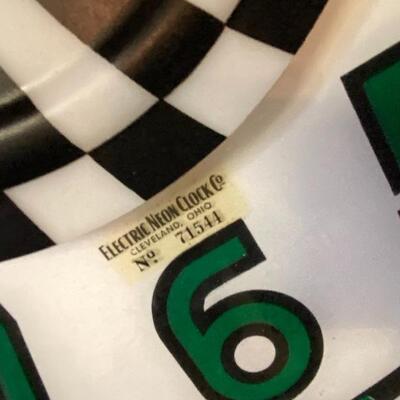 ELECTRIC NEON CLOCK CO
CLEVELAND, OHIO
Nº 71544
6